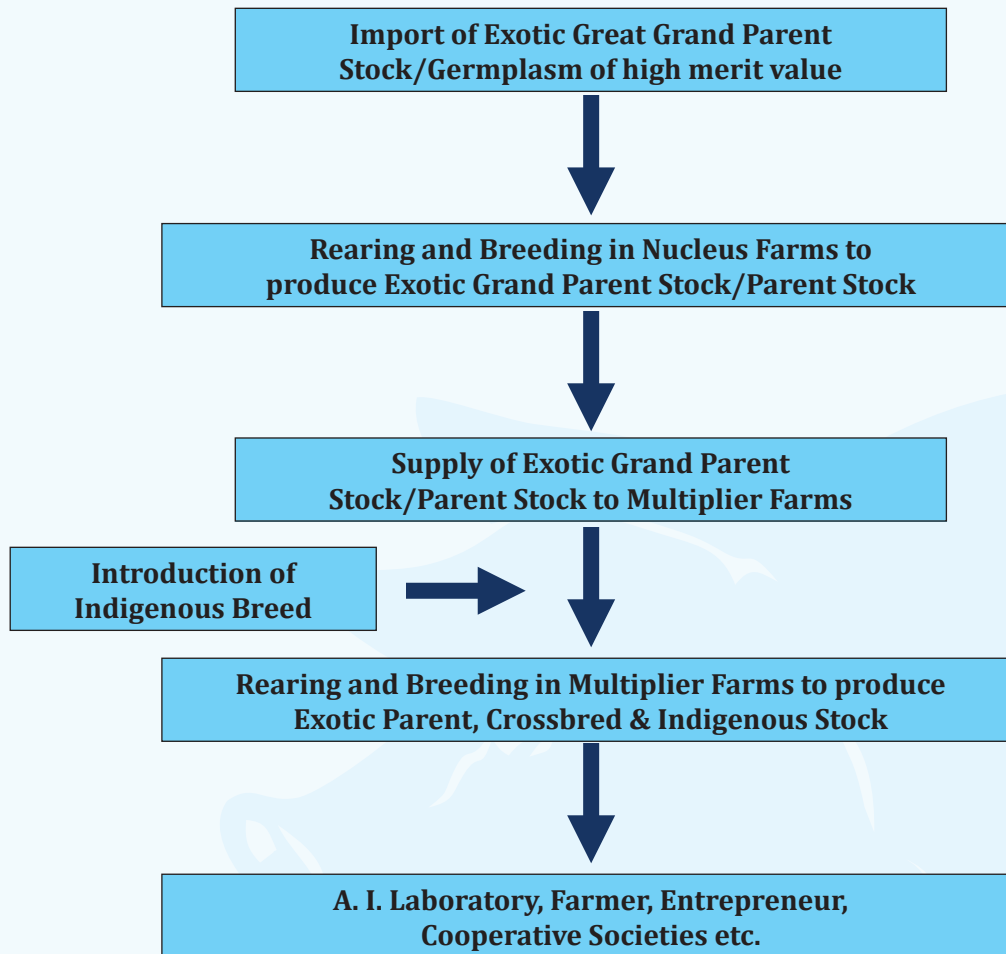 Import of Exotic Great Grand Parent
Stock/Germplasm of high merit value
Rearing and Breeding in Nucleus Farms to
produce Exotic Grand Parent Stock/Parent Stock
Supply of Exotic Grand Parent
Stock/Parent Stock to Multiplier Farms
Introduction of
Indigenous Breed
Rearing and Breeding in Multiplier Farms to produce
Exotic Parent, Crossbred & Indigenous Stock
A. I. Laboratory, Farmer, Entrepreneur,
Cooperative Societies etc.